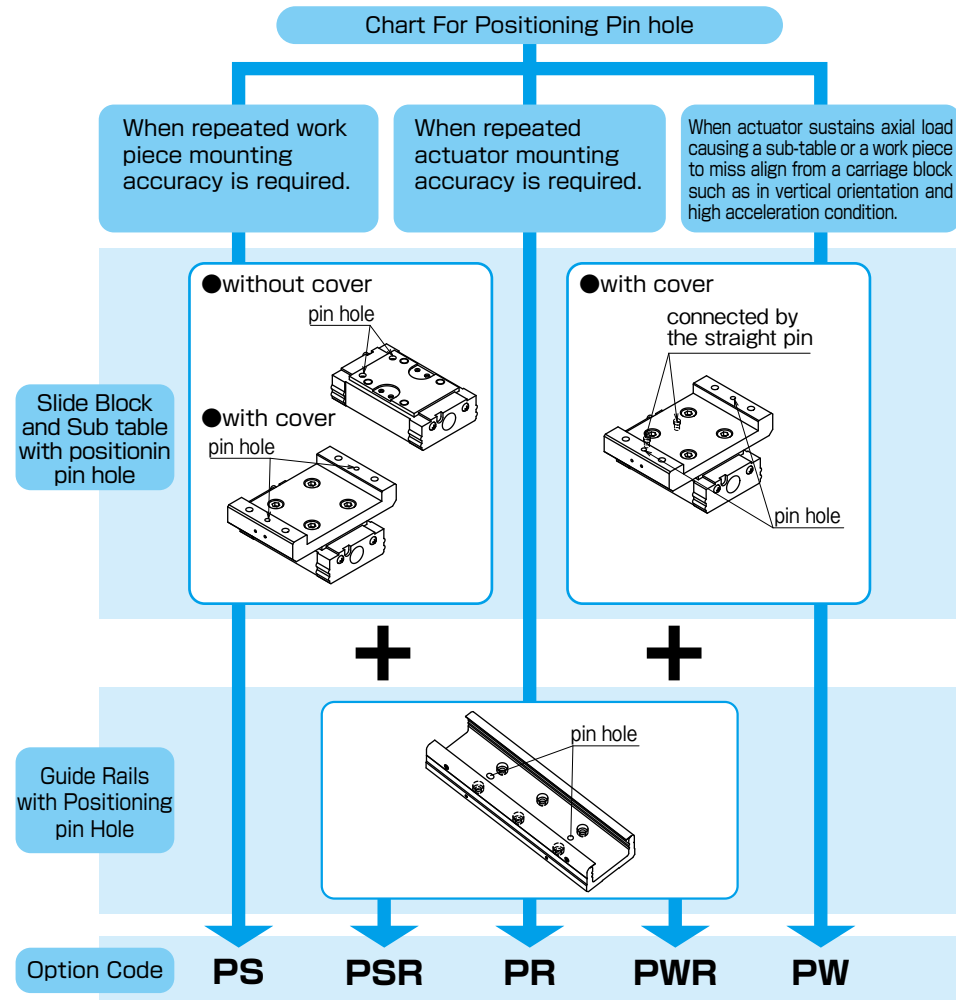 Chart For Positioning Pin hole
When repeated work
piece mounting
accuracy is required.
When repeated
actuator mounting
accuracy is required.
When actuator sustains axial load
causing a sub-table or a work piece
to miss align from a carriage block
such as in vertical orientation and
high acceleration condition.
Slide Block
and Sub table
with positionin
pin hole
●without cover
pin hole
●with cover
pin hole
●with cover
connected by
the straight pin
pin hole
+
+
Guide Rails
with Positioning
pin Hole
pin hole
Option Code
PS
PSR
PR
PWR
PW